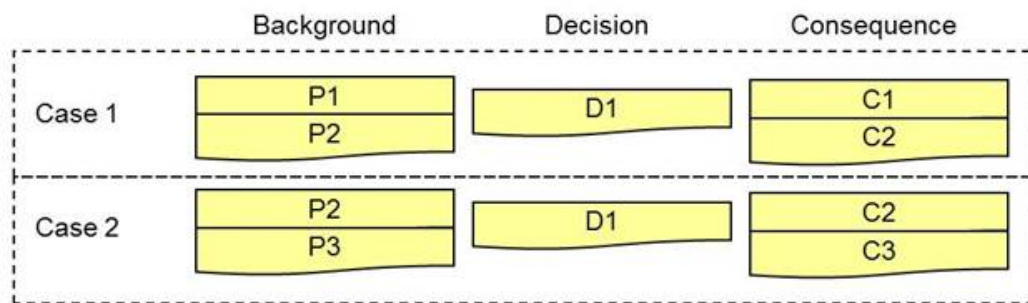 Background Decision Consequence
Case 1
P1
P2
D1
C1
C2
Case 2
P2
P3
D1
C2
C3